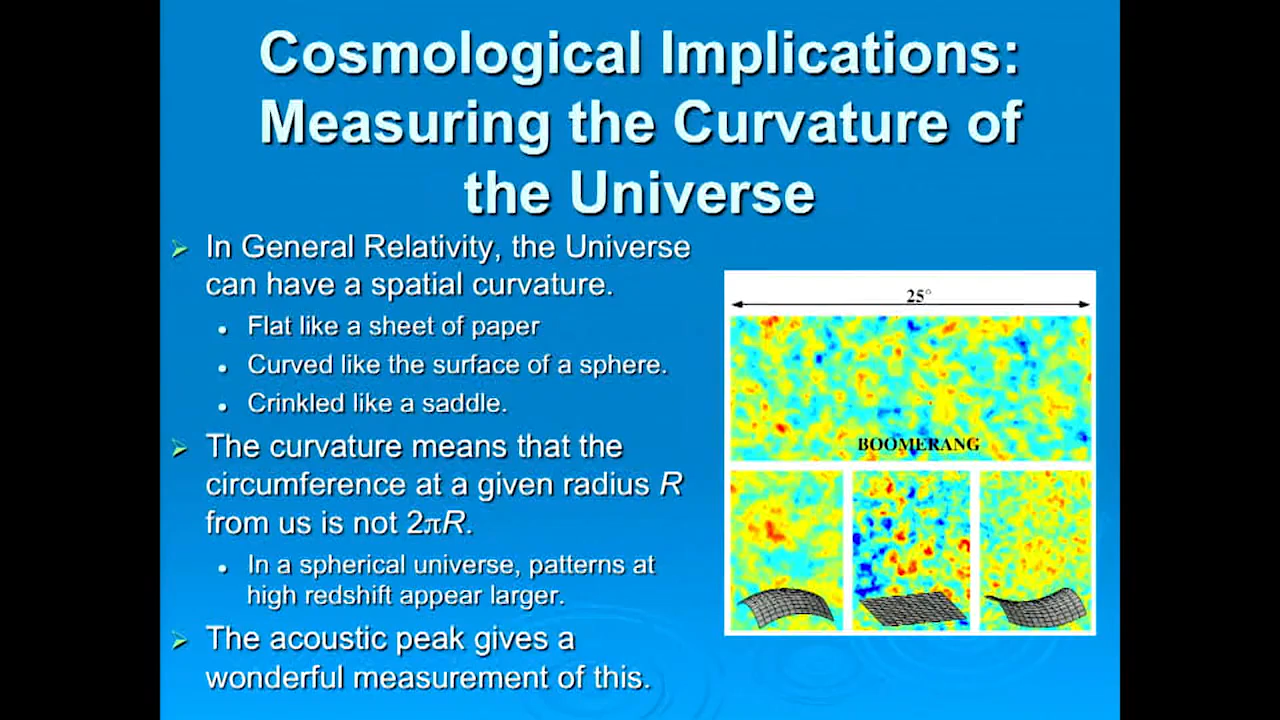 Cosmological Implications:
Measuring the Curvature of
the Universe
In General Relativity, the Universe
can have a spatial curvature.
Flat like a sheet of paper
Curved like the surface of a sphere.
Crinkled like a saddle.
The curvature means that the
circumference at a given radius R
from us is not 2πR.
In a spherical universe, patterns at
high redshift appear larger.
The acoustic peak gives a
wonderful measurement of this.
25°
BOOMERANG